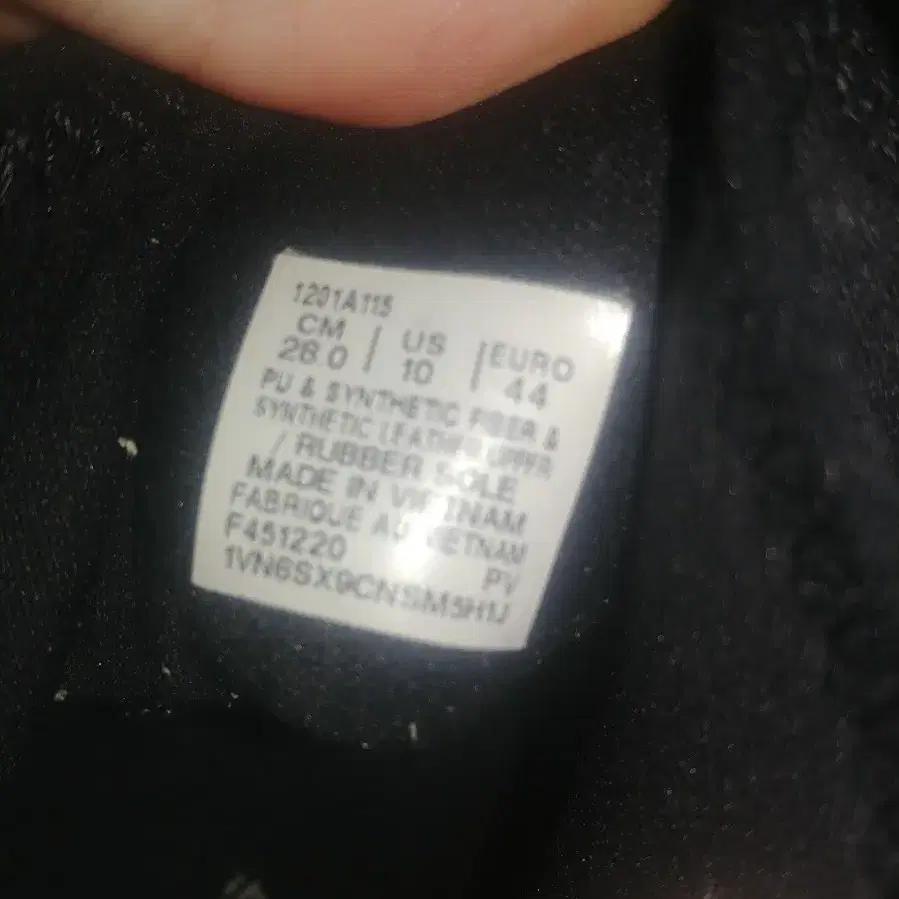 1201A115
CM | US | EURO
28.0 10 44
PU & SYNTHETIC FIBER &
SYNTHETIC LEATHER UPPER
/ RUBBER SOLE
MADE IN VIETNAM
FABRIQUE AU VIETNAM
F451220 PV